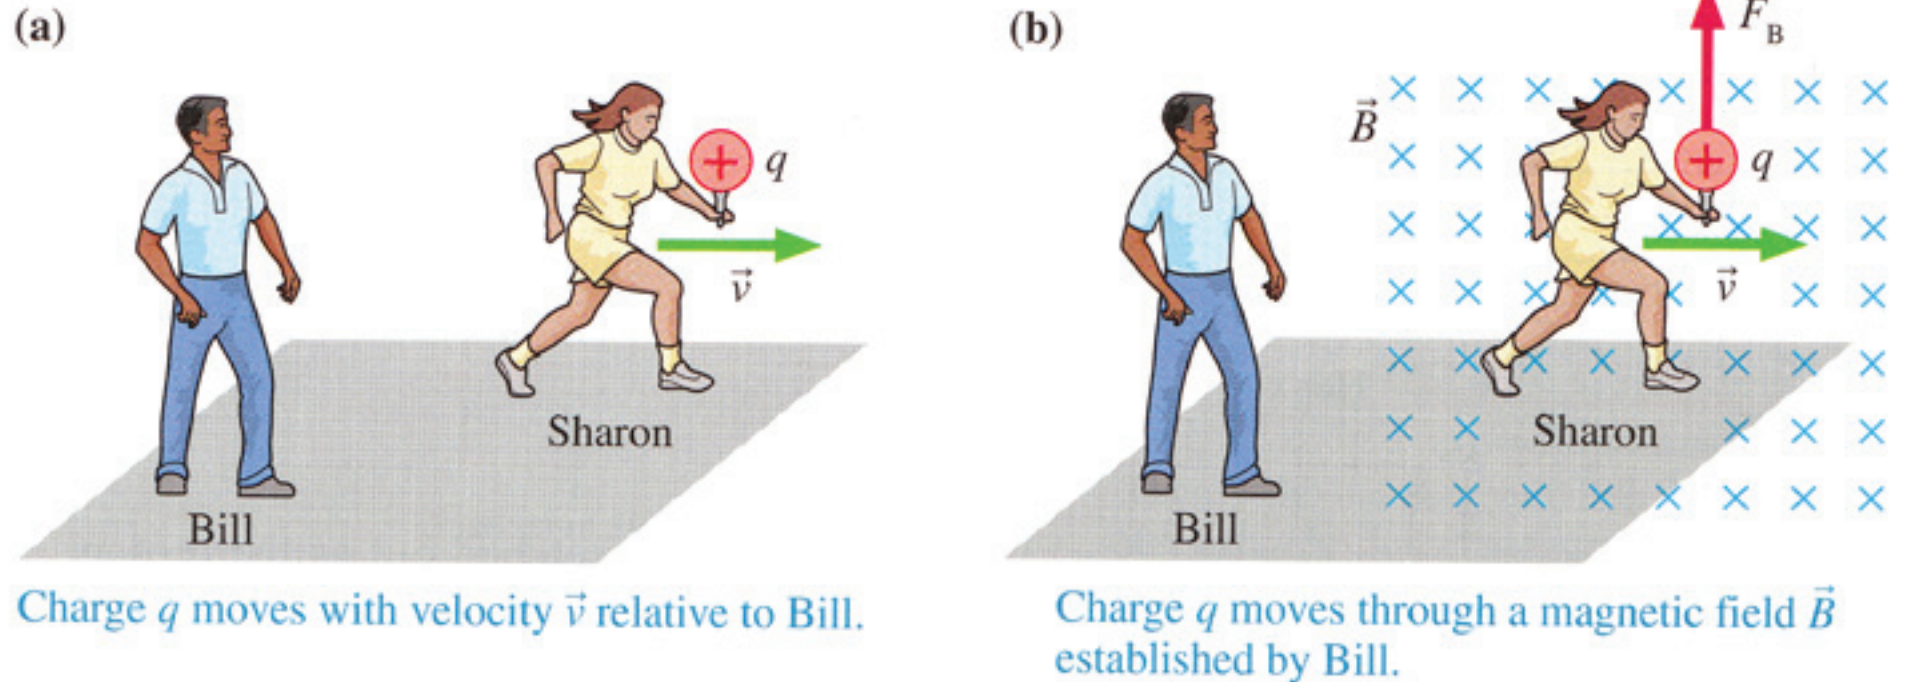 (a)
q
v⃗
Sharon
Bill
Charge q moves with velocity v⃗ relative to Bill.
(b)
F_B
B⃗
q
v⃗
Sharon
Bill
Charge q moves through a magnetic field B⃗
established by Bill.